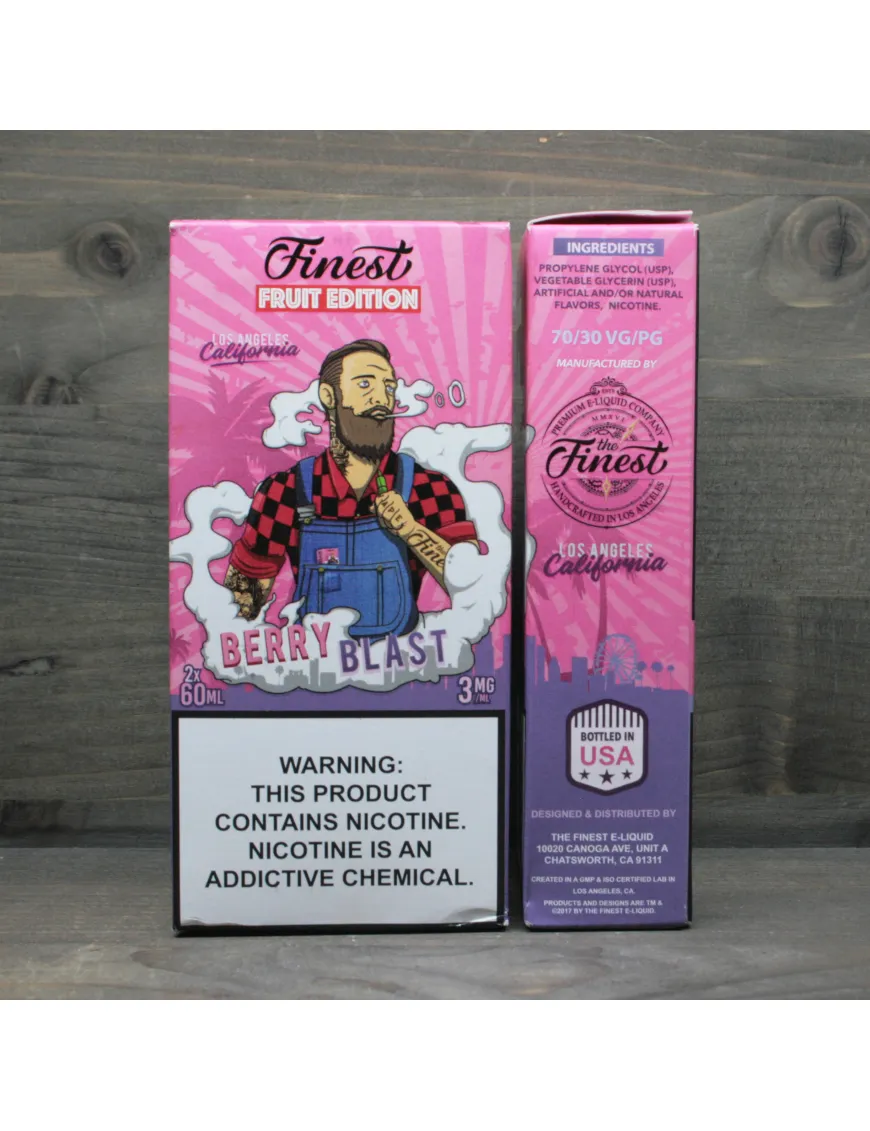 Finest
FRUIT EDITION
LOS ANGELES
California
BERRY BLAST
2x
60ML
3MG
/ML
WARNING:
THIS PRODUCT
CONTAINS NICOTINE.
NICOTINE IS AN
ADDICTIVE CHEMICAL.
INGREDIENTS
PROPYLENE GLYCOL (USP),
VEGETABLE GLYCERIN (USP),
ARTIFICIAL AND/OR NATURAL
FLAVORS, NICOTINE.
70/30 VG/PG
MANUFACTURED BY
PREMIUM E-LIQUID COMPANY
the
Finest
HANDCRAFTED IN LOS ANGELES
LOS ANGELES
California
BOTTLED IN
USA
DESIGNED & DISTRIBUTED BY
THE FINEST E-LIQUID
10020 CANOGA AVE, UNIT A
CHATSWORTH, CA 91311
CREATED IN A GMP & ISO CERTIFIED LAB IN
LOS ANGELES, CA.
PRODUCTS AND DESIGNS ARE TM &
©2017 BY THE FINEST E-LIQUID.